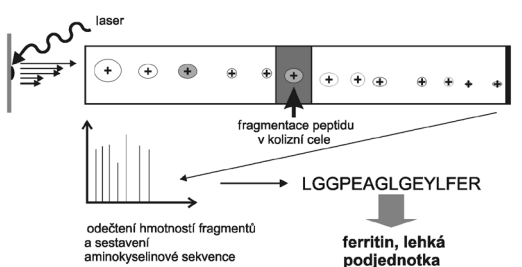 laser
fragmentace peptidu
v kolizní cele
LGGPEAGLGEYLFER
odečtení hmotností fragmentů
a sestavení
aminokyselinové sekvence
ferritin, lehká
podjednotka